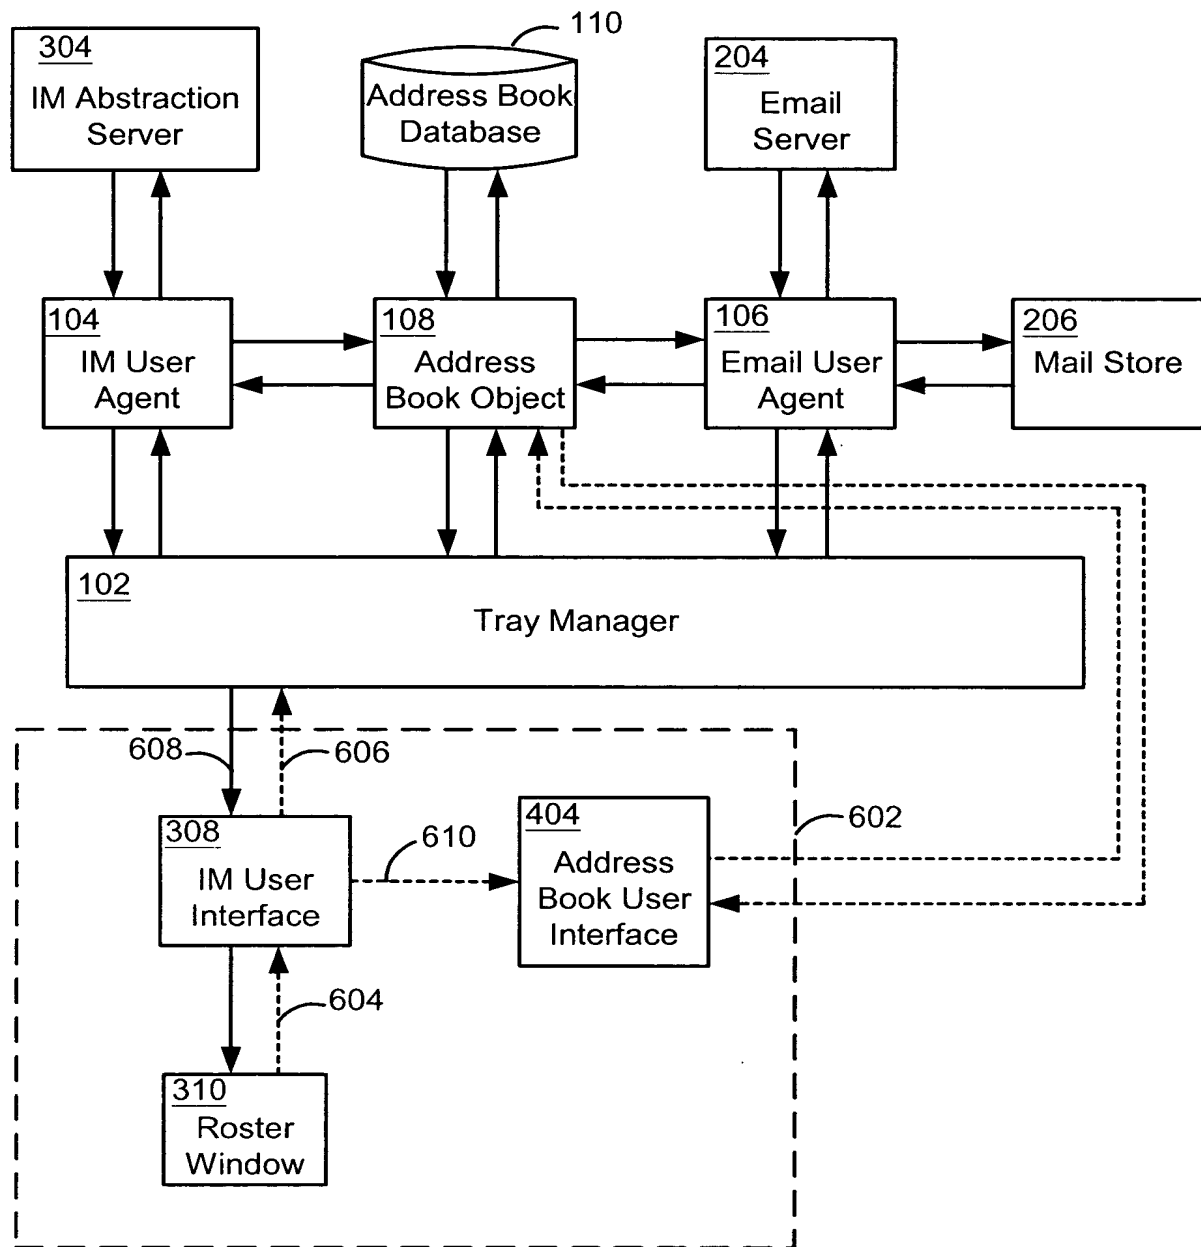 110
304
IM Abstraction
Server
Address Book
Database
204
Email
Server
104
IM User
Agent
108
Address
Book Object
106
Email User
Agent
206
Mail Store
102
Tray Manager
608
606
602
308
IM User
Interface
610
404
Address
Book User
Interface
604
310
Roster
Window